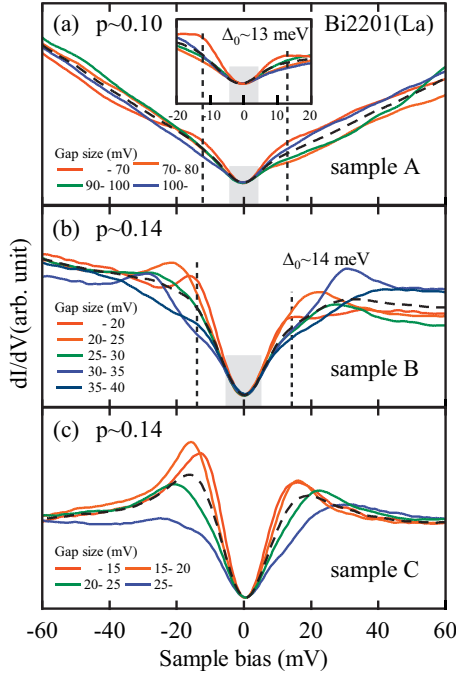 (a) p~0.10 Bi2201(La)
Δ0~13 meV
-20 -10 0 10 20
sample A
Gap size (mV)
- 70 70- 80
90- 100 100-
(b) p~0.14
Δ0~14 meV
Gap size (mV)
- 20
20- 25
25- 30
30- 35
35- 40
sample B
dI/dV(arb. unit)
(c) p~0.14
Gap size (mV)
- 15 15- 20
20- 25 25-
sample C
-60 -40 -20 0 20 40 60
Sample bias (mV)